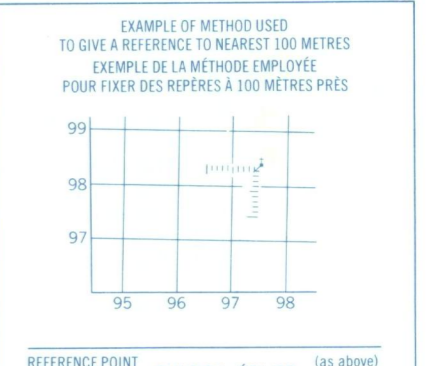 EXAMPLE OF METHOD USED
TO GIVE A REFERENCE TO NEAREST 100 METRES
EXEMPLE DE LA MÉTHODE EMPLOYÉE
POUR FIXER DES REPÈRES À 100 MÈTRES PRÈS
99
98
97
95 96 97 98
REFERENCE POINT (as above)